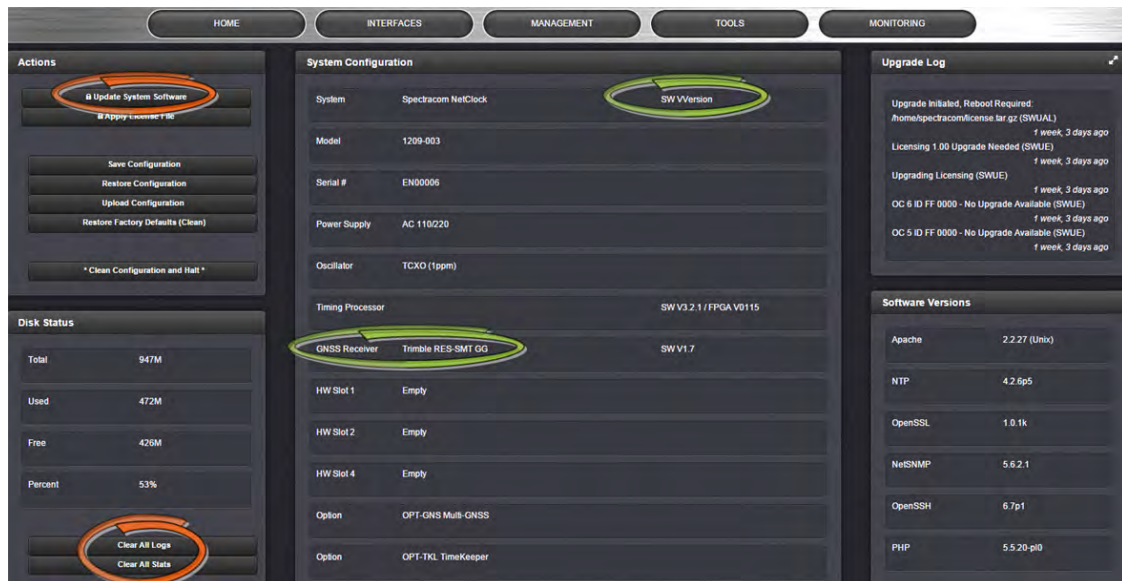 HOME INTERFACES MANAGEMENT TOOLS MONITORING
Actions
Update System Software
Apply License File
Save Configuration
Restore Configuration
Upload Configuration
Restore Factory Defaults (Clean)
* Clean Configuration and Halt *
Disk Status
Total 947M
Used 472M
Free 426M
Percent 53%
Clear All Logs
Clear All Stats
System Configuration
System Spectracom NetClock SW VVersion
Model 1209-003
Serial # EN00006
Power Supply AC 110/220
Oscillator TCXO (1ppm)
Timing Processor SW V3.2.1 / FPGA V0115
GNSS Receiver Trimble RES-SMT GG SW V1.7
HW Slot 1 Empty
HW Slot 2 Empty
HW Slot 4 Empty
Option OPT-GNS Multi-GNSS
Option OPT-TKL TimeKeeper
Upgrade Log
Upgrade Initiated, Reboot Required:
/home/spectracom/license.tar.gz (SWUAL)
1 week, 3 days ago
Licensing 1.00 Upgrade Needed (SWUE)
1 week, 3 days ago
Upgrading Licensing (SWUE)
1 week, 3 days ago
OC 6 ID FF 0000 - No Upgrade Available (SWUE)
1 week, 3 days ago
OC 5 ID FF 0000 - No Upgrade Available (SWUE)
1 week, 3 days ago
Software Versions
Apache 2.2.27 (Unix)
NTP 4.2.6p5
OpenSSL 1.0.1k
NetSNMP 5.6.2.1
OpenSSH 6.7p1
PHP 5.5.20-pl0